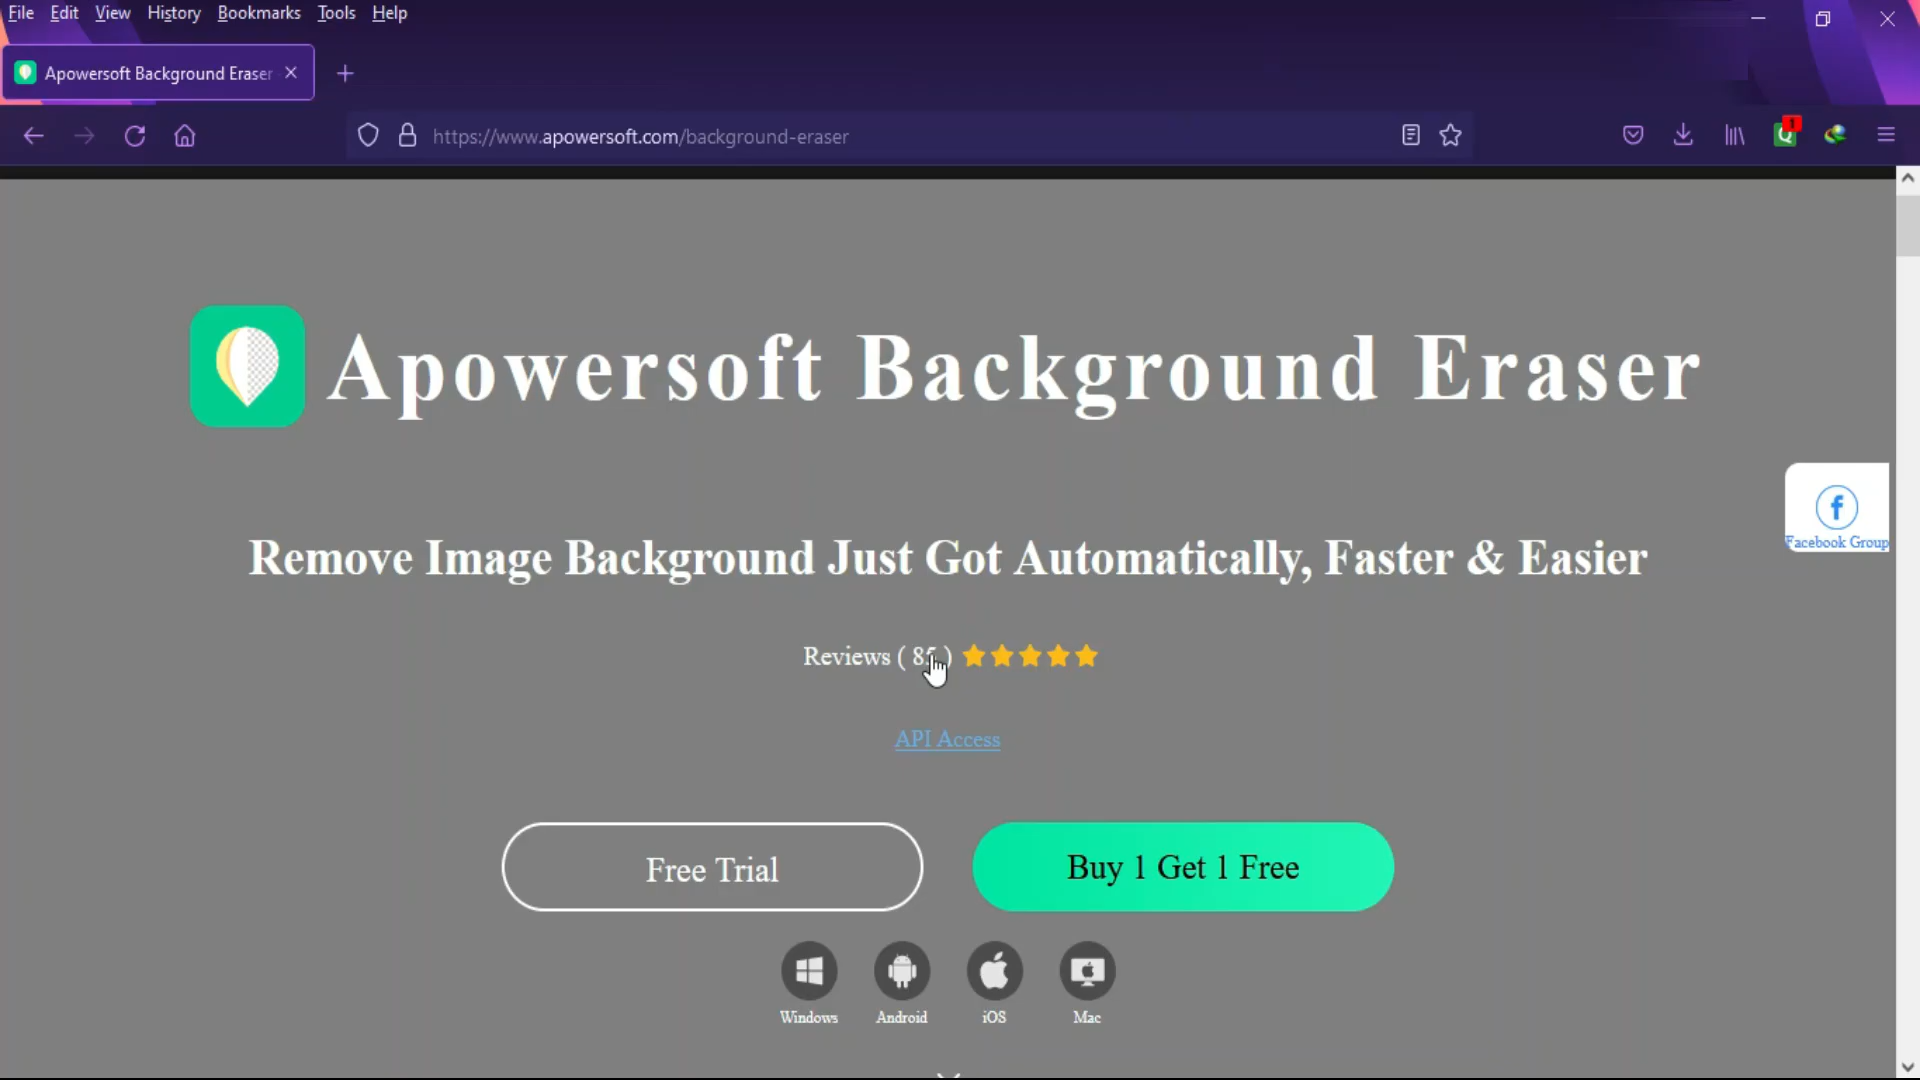 File Edit View History Bookmarks Tools Help
Apowersoft Background Eraser
https://www.apowersoft.com/background-eraser
Apowersoft Background Eraser
Facebook Group
Remove Image Background Just Got Automatically, Faster & Easier
Reviews ( 85 )
API Access
Free Trial
Buy 1 Get 1 Free
Windows Android iOS Mac